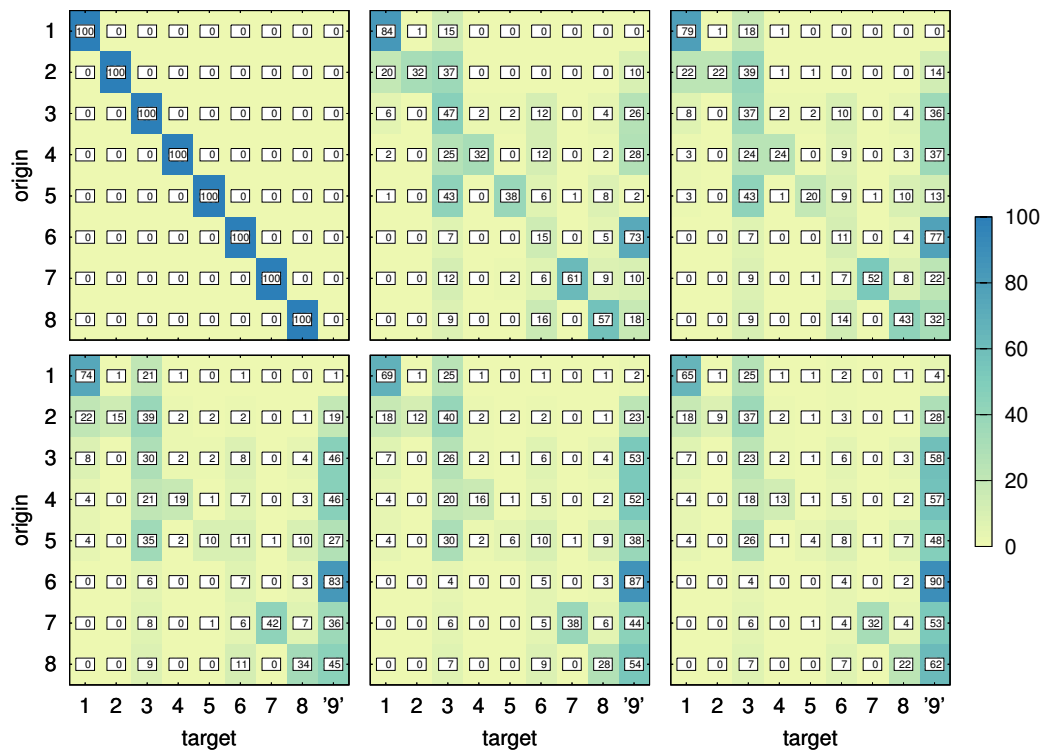 1 100 0 0 0 0 0 0 0 0 84 1 15 0 0 0 0 0 0 79 1 18 1 0 0 0 0 0
2 0 100 0 0 0 0 0 0 0 20 32 37 0 0 0 0 0 10 22 22 39 1 1 0 0 0 14
3 0 0 100 0 0 0 0 0 0 6 0 47 2 2 12 0 4 26 8 0 37 2 2 10 0 4 36
origin
4 0 0 0 100 0 0 0 0 0 2 0 25 32 0 12 0 2 28 3 0 24 24 0 9 0 3 37
5 0 0 0 0 100 0 0 0 0 1 0 43 0 38 6 1 8 2 3 0 43 1 20 9 1 10 13
6 0 0 0 0 0 100 0 0 0 0 0 7 0 0 15 0 5 73 0 0 7 0 0 11 0 4 77
7 0 0 0 0 0 0 100 0 0 0 0 12 0 2 6 61 9 10 0 0 9 0 1 7 52 8 22
8 0 0 0 0 0 0 0 100 0 0 0 9 0 0 16 0 57 18 0 0 9 0 0 14 0 43 32
1 74 1 21 1 0 1 0 0 1 69 1 25 1 0 1 0 1 2 65 1 25 1 1 2 0 1 4
2 22 15 39 2 2 2 0 1 19 18 12 40 2 2 2 0 1 23 18 9 37 2 1 3 0 1 28
3 8 0 30 2 2 8 0 4 46 7 0 26 2 1 6 0 4 53 7 0 23 2 1 6 0 3 58
origin
4 4 0 21 19 1 7 0 3 46 4 0 20 16 1 5 0 2 52 4 0 18 13 1 5 0 2 57
5 4 0 35 2 10 11 1 10 27 4 0 30 2 6 10 1 9 38 4 0 26 1 4 8 1 7 48
6 0 0 6 0 0 7 0 3 83 0 0 4 0 0 5 0 3 87 0 0 4 0 0 4 0 2 90
7 0 0 8 0 1 6 42 7 36 0 0 6 0 0 5 38 6 44 0 0 6 0 1 4 32 4 53
8 0 0 9 0 0 11 0 34 45 0 0 7 0 0 9 0 28 54 0 0 7 0 0 7 0 22 62
1 2 3 4 5 6 7 8 '9' 1 2 3 4 5 6 7 8 '9' 1 2 3 4 5 6 7 8 '9'
target target target
100
80
60
40
20
0